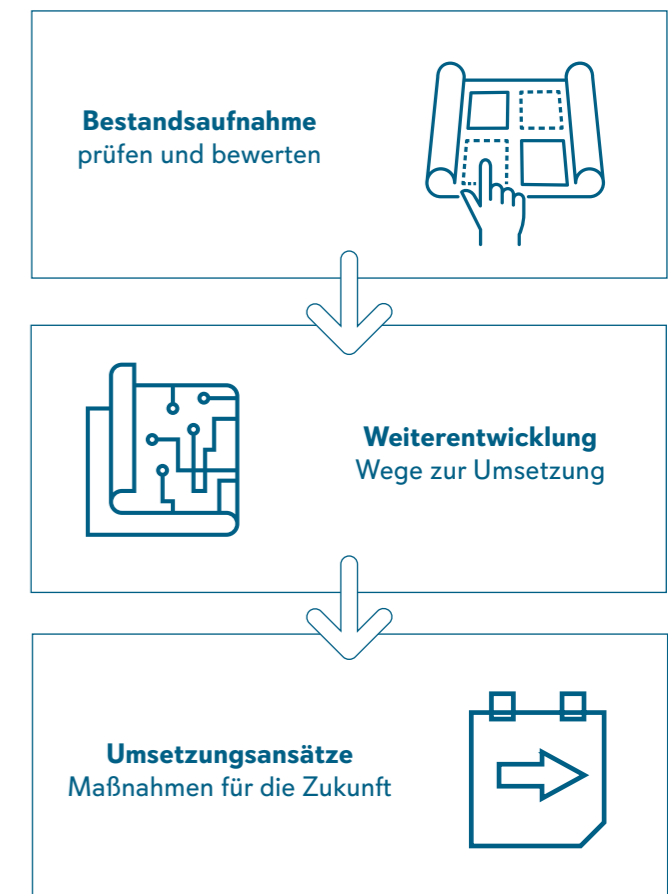 Bestandsaufnahme
prüfen und bewerten
Weiterentwicklung
Wege zur Umsetzung
Umsetzungsansätze
Maßnahmen für die Zukunft